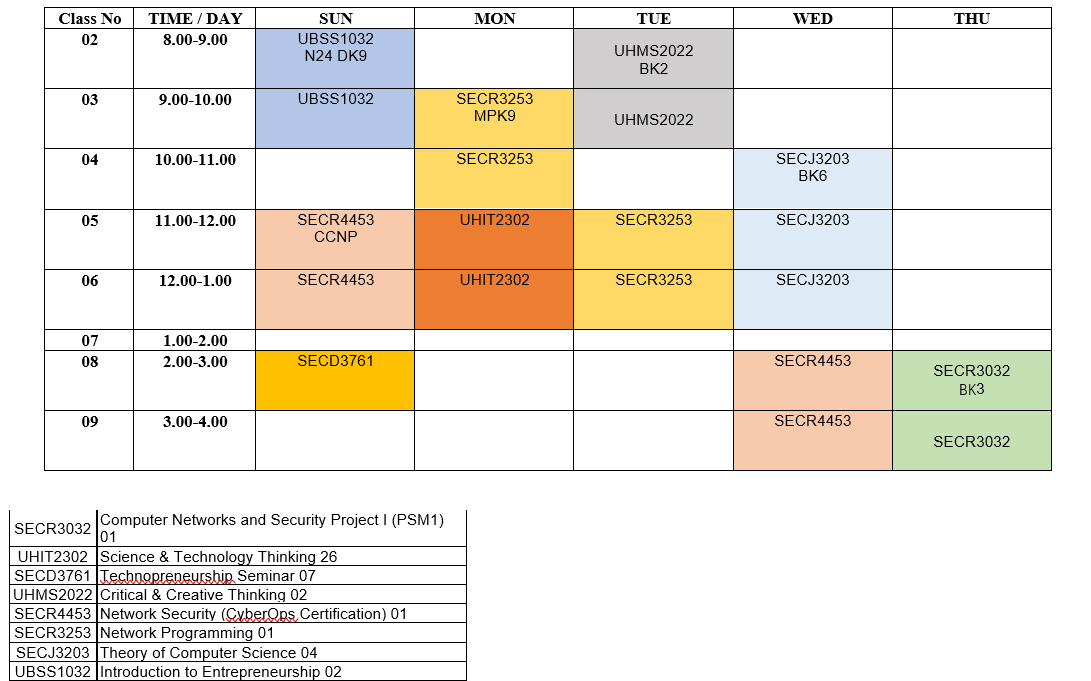 Class No TIME / DAY SUN MON TUE WED THU
02 8.00-9.00 UBSS1032 UHMS2022
N24 DK9 BK2
03 9.00-10.00 UBSS1032 SECR3253 UHMS2022
MPK9
04 10.00-11.00 SECR3253 SECJ3203
BK6
05 11.00-12.00 SECR4453 UHIT2302 SECR3253 SECJ3203
CCNP
06 12.00-1.00 SECR4453 UHIT2302 SECR3253 SECJ3203
07 1.00-2.00
08 2.00-3.00 SECD3761 SECR4453 SECR3032
BK3
09 3.00-4.00 SECR4453 SECR3032
SECR3032 Computer Networks and Security Project I (PSM1)
01
UHIT2302 Science & Technology Thinking 26
SECD3761 Technopreneurship Seminar 07
UHMS2022 Critical & Creative Thinking 02
SECR4453 Network Security (CyberOps Certification) 01
SECR3253 Network Programming 01
SECJ3203 Theory of Computer Science 04
UBSS1032 Introduction to Entrepreneurship 02